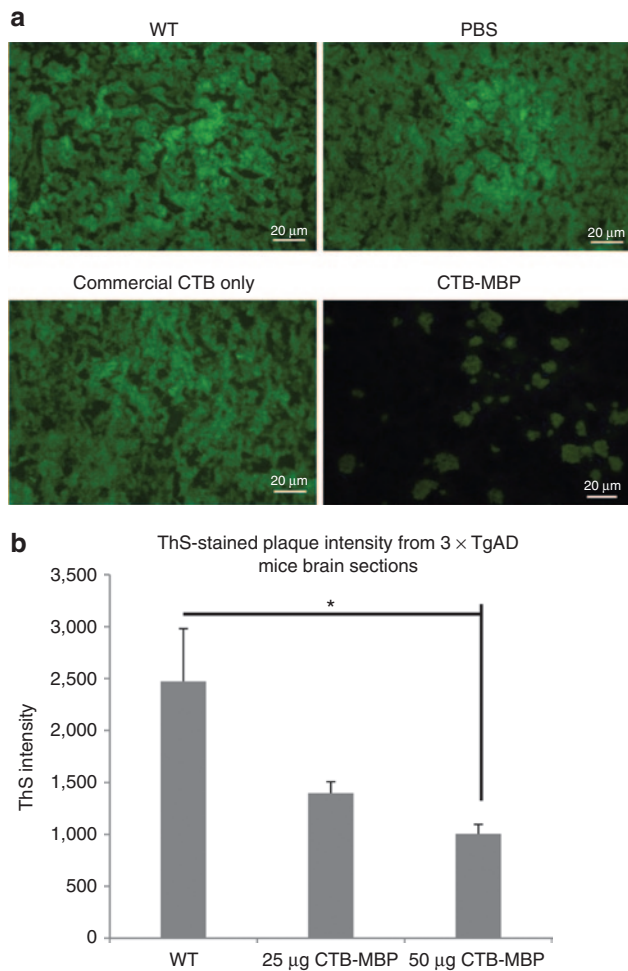 a
WT
PBS
20 μm
20 μm
Commercial CTB only
CTB-MBP
20 μm
20 μm
b
ThS-stained plaque intensity from 3 × TgAD
mice brain sections
3,500
3,000
2,500
2,000
1,500
1,000
500
0
ThS intensity
*
WT
25 μg CTB-MBP
50 μg CTB-MBP